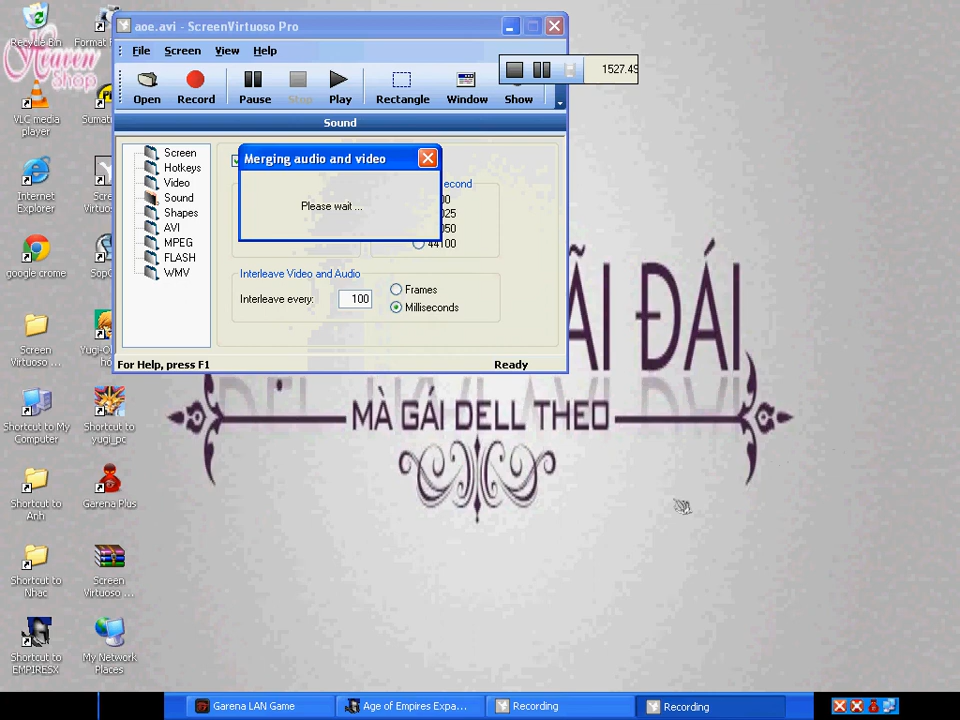 aoe.avi - ScreenVirtuoso Pro
File Screen View Help
Open Record Pause Stop Play Rectangle Window Show
1527.49
Sound
Screen
Hotkeys
Video
Sound
Shapes
AVI
MPEG
FLASH
WMV
Merging audio and video
Please wait ...
44100
Interleave Video and Audio
Interleave every: 100
Frames
Milliseconds
For Help, press F1
Ready
Recycle Bin
Heaven
Shop
VLC media
player
Internet
Explorer
google crome
Screen
Virtuoso ...
Shortcut to My
Computer
Shortcut to
yugi_pc
Shortcut to
Anh
Garena Plus
Shortcut to
Nhac
Screen
Virtuoso ...
Shortcut to
EMPIRESX
My Network
Places
ĐÁI
MÀ GÁI DELL THEO
Garena LAN Game
Age of Empires Expa...
Recording
Recording